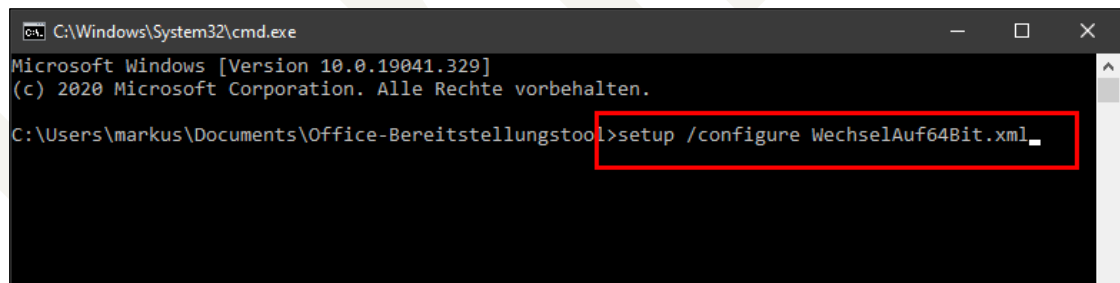 C:\Windows\System32\cmd.exe
Microsoft Windows [Version 10.0.19041.329]
(c) 2020 Microsoft Corporation. Alle Rechte vorbehalten.
C:\Users\markus\Documents\Office-Bereitstellungstool>setup /configure WechselAuf64Bit.xml